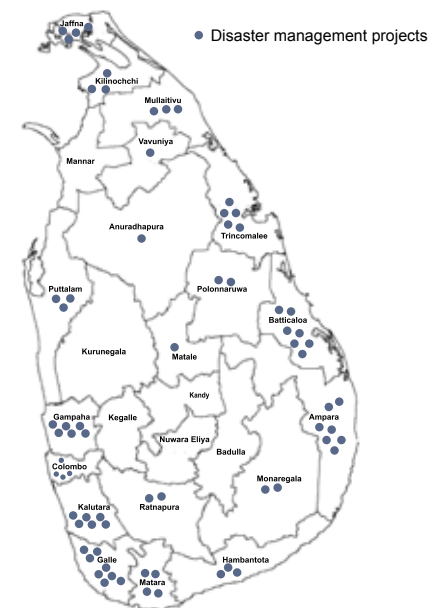 Jaffna
Disaster management projects
Kilinochchi
Mullaitivu
Vavuniya
Mannar
Anuradhapura
Trincomalee
Puttalam
Polonnaruwa
Batticaloa
Kurunegala
Matale
Kandy
Gampaha
Kegalle
Ampara
Nuwara Eliya
Badulla
Colombo
Monaregala
Kalutara
Ratnapura
Galle
Hambantota
Matara